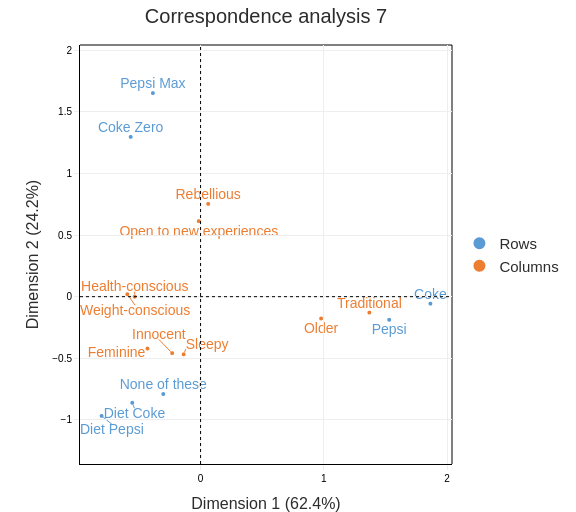 Correspondence analysis 7
2
Pepsi Max
1.5
Coke Zero
1
Rebellious
Open to new experiences
0.5
Health-conscious
Coke
0
Traditional
Weight-conscious
Older
Pepsi
Innocent
Sleepy
Feminine
−0.5
None of these
Diet Coke
−1
Diet Pepsi
0
1
2
Dimension 1 (62.4%)
Dimension 2 (24.2%)
Rows
Columns